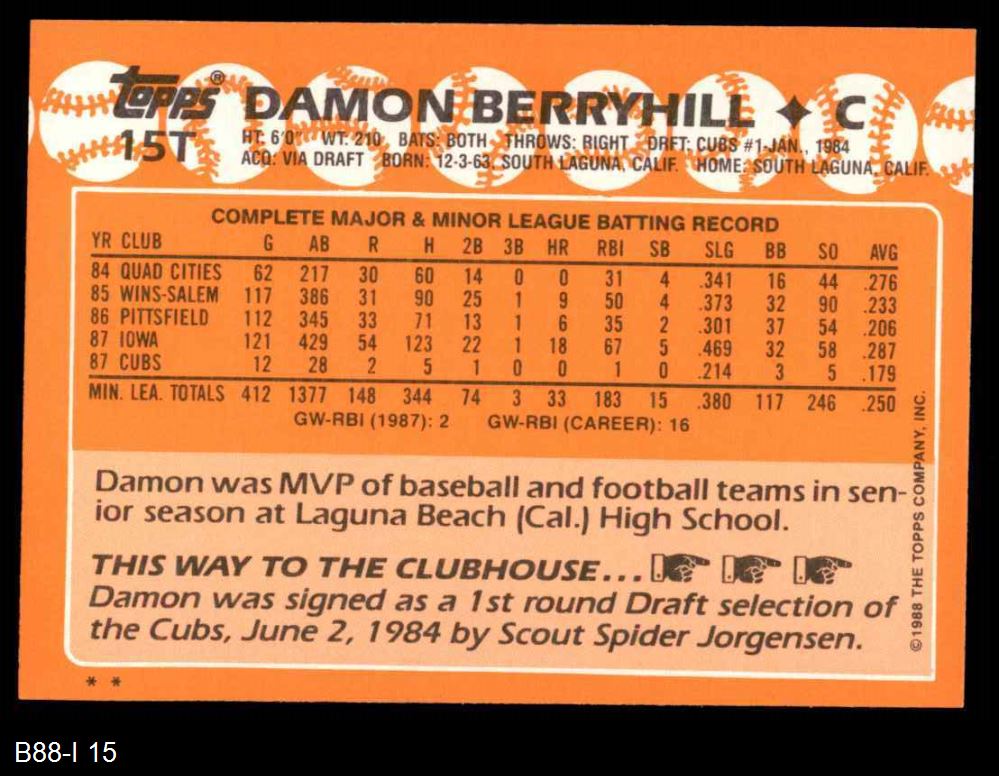 topps® DAMON BERRYHILL ♦ C
15T HT: 6'0" WT: 210 BATS: BOTH THROWS: RIGHT DRFT: CUBS #1-JAN., 1984
ACQ: VIA DRAFT BORN: 12-3-63, SOUTH LAGUNA, CALIF. HOME: SOUTH LAGUNA, CALIF.
COMPLETE MAJOR & MINOR LEAGUE BATTING RECORD
YR CLUB G AB R H 2B 3B HR RBI SB SLG BB SO AVG
84 QUAD CITIES 62 217 30 60 14 0 0 31 4 .341 16 44 .276
85 WINS-SALEM 117 386 31 90 25 1 9 50 4 .373 32 90 .233
86 PITTSFIELD 112 345 33 71 13 1 6 35 2 .301 37 54 .206
87 IOWA 121 429 54 123 22 1 18 67 5 .469 32 58 .287
87 CUBS 12 28 2 5 1 0 0 1 0 .214 3 5 .179
MIN. LEA. TOTALS 412 1377 148 344 74 3 33 183 15 .380 117 246 .250
GW-RBI (1987): 2 GW-RBI (CAREER): 16
Damon was MVP of baseball and football teams in sen-
ior season at Laguna Beach (Cal.) High School.
THIS WAY TO THE CLUBHOUSE...
Damon was signed as a 1st round Draft selection of
the Cubs, June 2, 1984 by Scout Spider Jorgensen.
©1988 THE TOPPS COMPANY, INC.
* *
B88-I 15